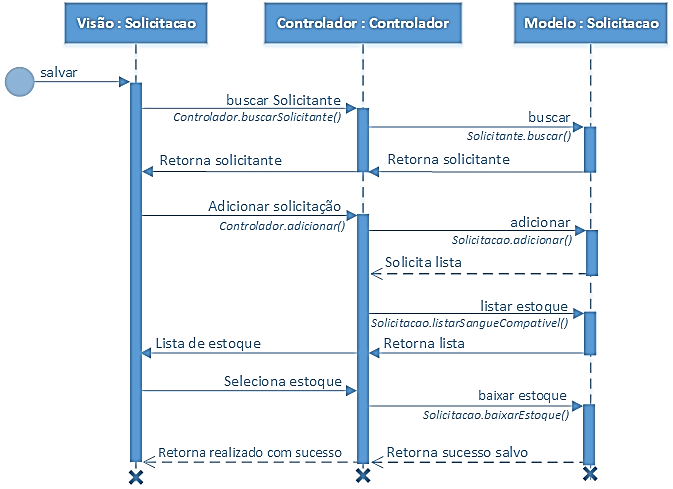 Visão : Solicitacao
Controlador : Controlador
Modelo : Solicitacao
salvar
buscar Solicitante
Controlador.buscarSolicitante()
buscar
Solicitante.buscar()
Retorna solicitante
Retorna solicitante
Adicionar solicitação
Controlador.adicionar()
adicionar
Solicitacao.adicionar()
Solicita lista
listar estoque
Solicitacao.listarSangueCompativel()
Lista de estoque
Retorna lista
Seleciona estoque
baixar estoque
Solicitacao.baixarEstoque()
Retorna realizado com sucesso
Retorna sucesso salvo